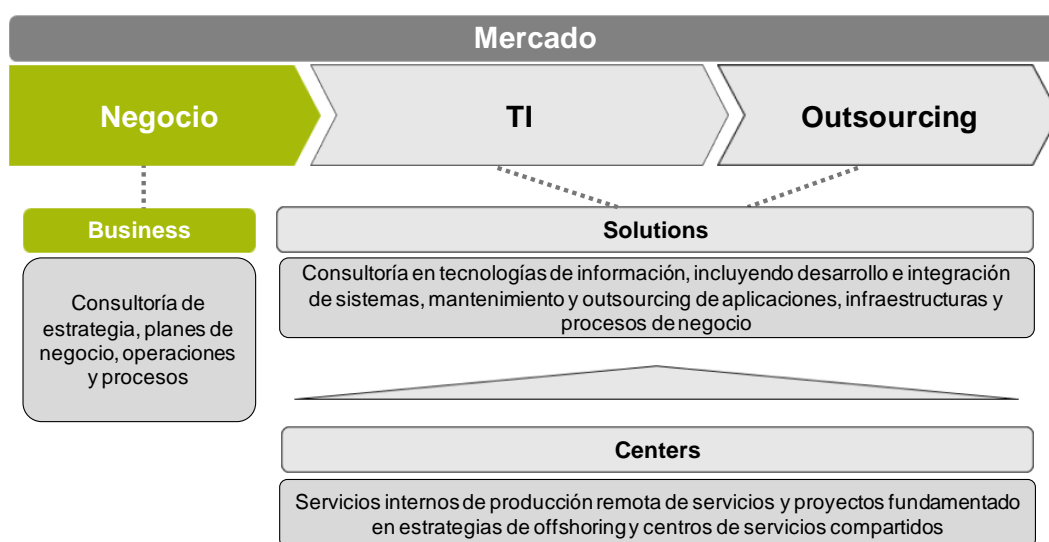 Mercado
Negocio
TI
Outsourcing
Business
Consultoría de
estrategia, planes de
negocio, operaciones
y procesos
Solutions
Consultoría en tecnologías de información, incluyendo desarrollo e integración
de sistemas, mantenimiento y outsourcing de aplicaciones, infraestructuras y
procesos de negocio
Centers
Servicios internos de producción remota de servicios y proyectos fundamentado
en estrategias de offshoring y centros de servicios compartidos